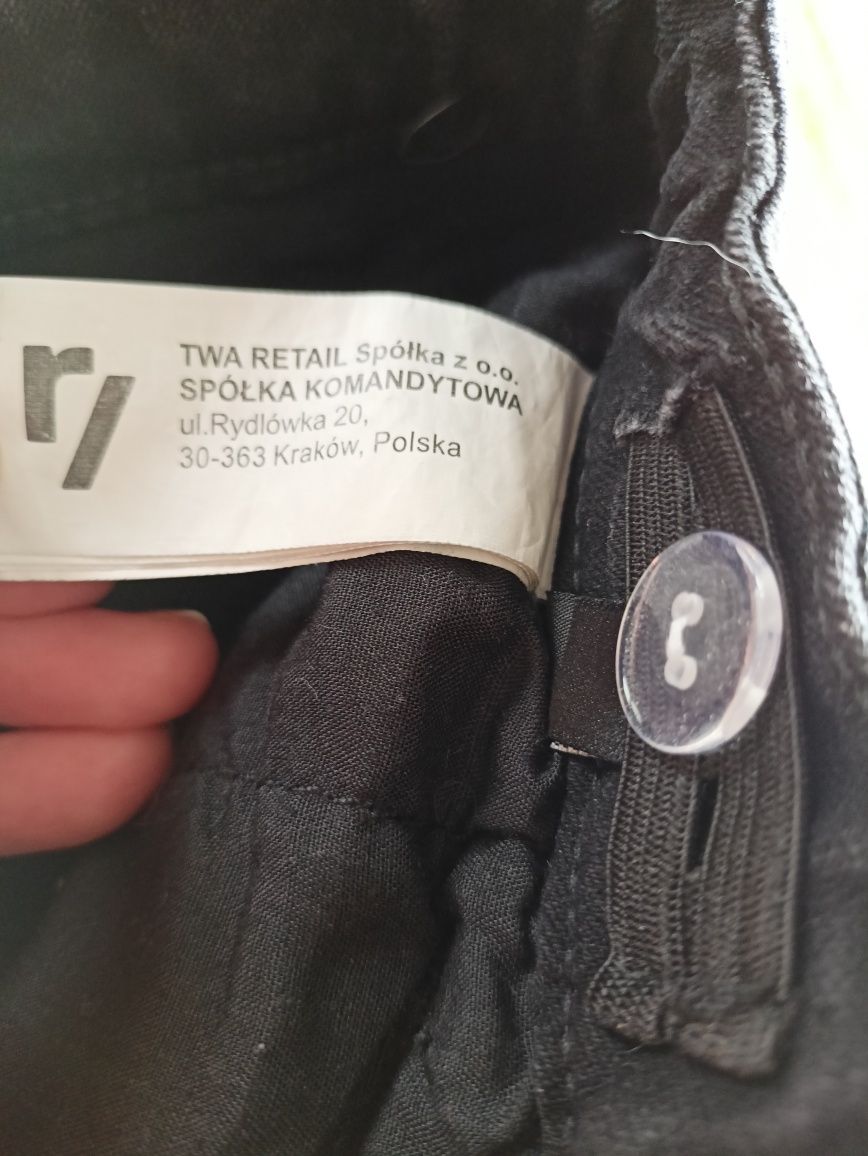 r/
TWA RETAIL Spółka z o.o.
SPÓŁKA KOMANDYTOWA
ul.Rydlówka 20,
30-363 Kraków, Polska